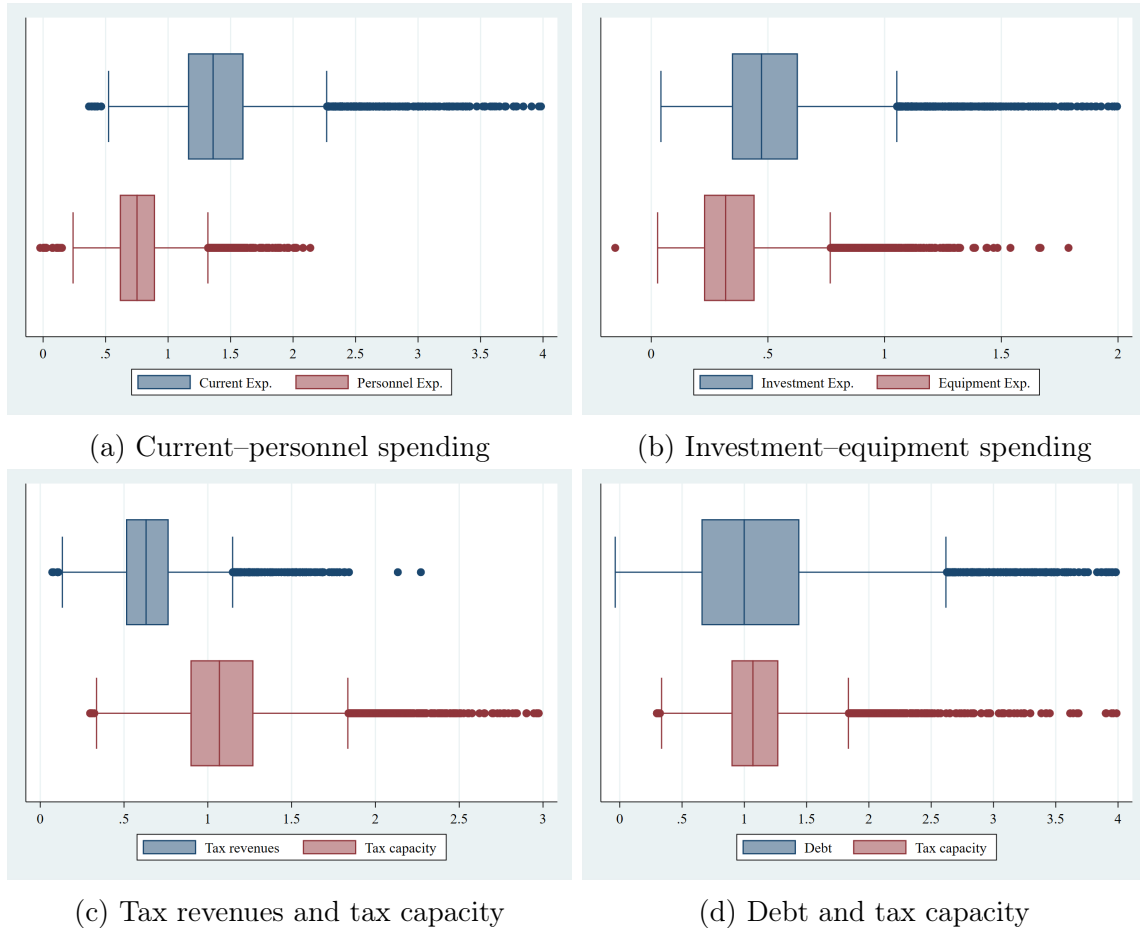 0 .5 1 1.5 2 2.5 3 3.5 4
Current Exp. Personnel Exp.
(a) Current–personnel spending
0 .5 1 1.5 2
Investment Exp. Equipment Exp.
(b) Investment–equipment spending
0 .5 1 1.5 2 2.5 3
Tax revenues Tax capacity
(c) Tax revenues and tax capacity
0 .5 1 1.5 2 2.5 3 3.5 4
Debt Tax capacity
(d) Debt and tax capacity